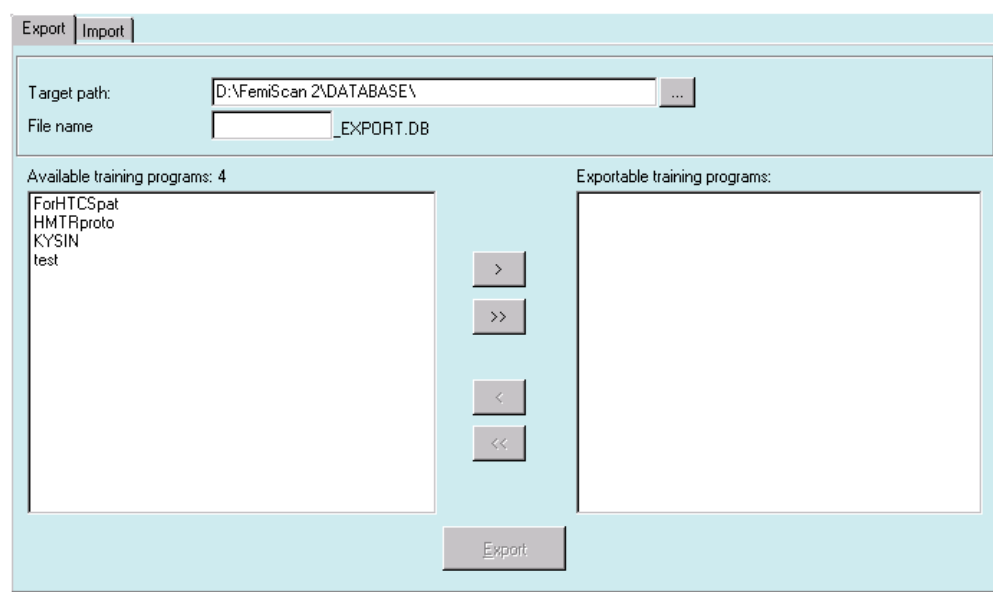 Export Import
Target path: D:\FemiScan 2\DATABASE\ ...
File name _EXPORT.DB
Available training programs: 4 Exportable training programs:
ForHTCSpat
HMTRproto
KYSIN
test
>
>>
<
<<
Export